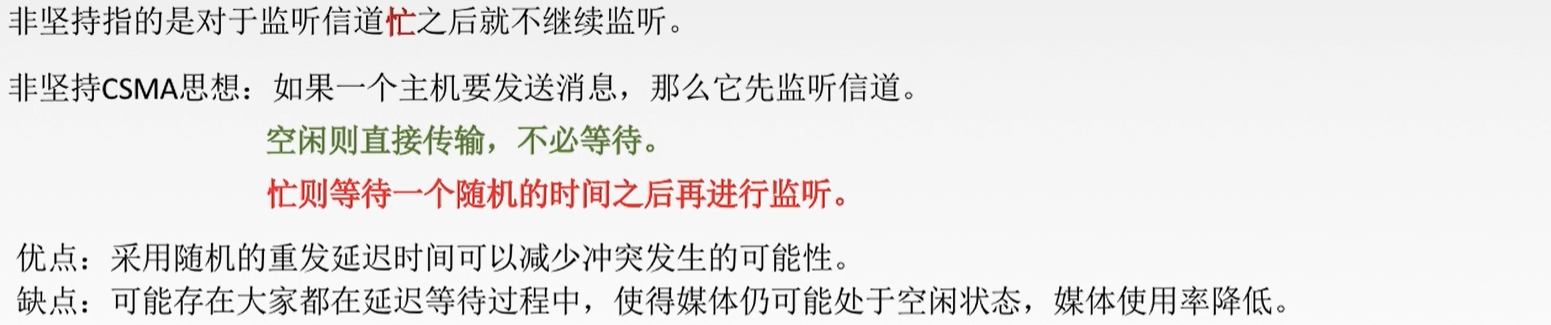 非坚持指的是对于监听信道忙之后就不继续监听。
非坚持CSMA思想：如果一个主机要发送消息，那么它先监听信道。
空闲则直接传输，不必等待。
忙则等待一个随机的时间之后再进行监听。
优点：采用随机的重发延迟时间可以减少冲突发生的可能性。
缺点：可能存在大家都在延迟等待过程中，使得媒体仍可能处于空闲状态，媒体使用率降低。